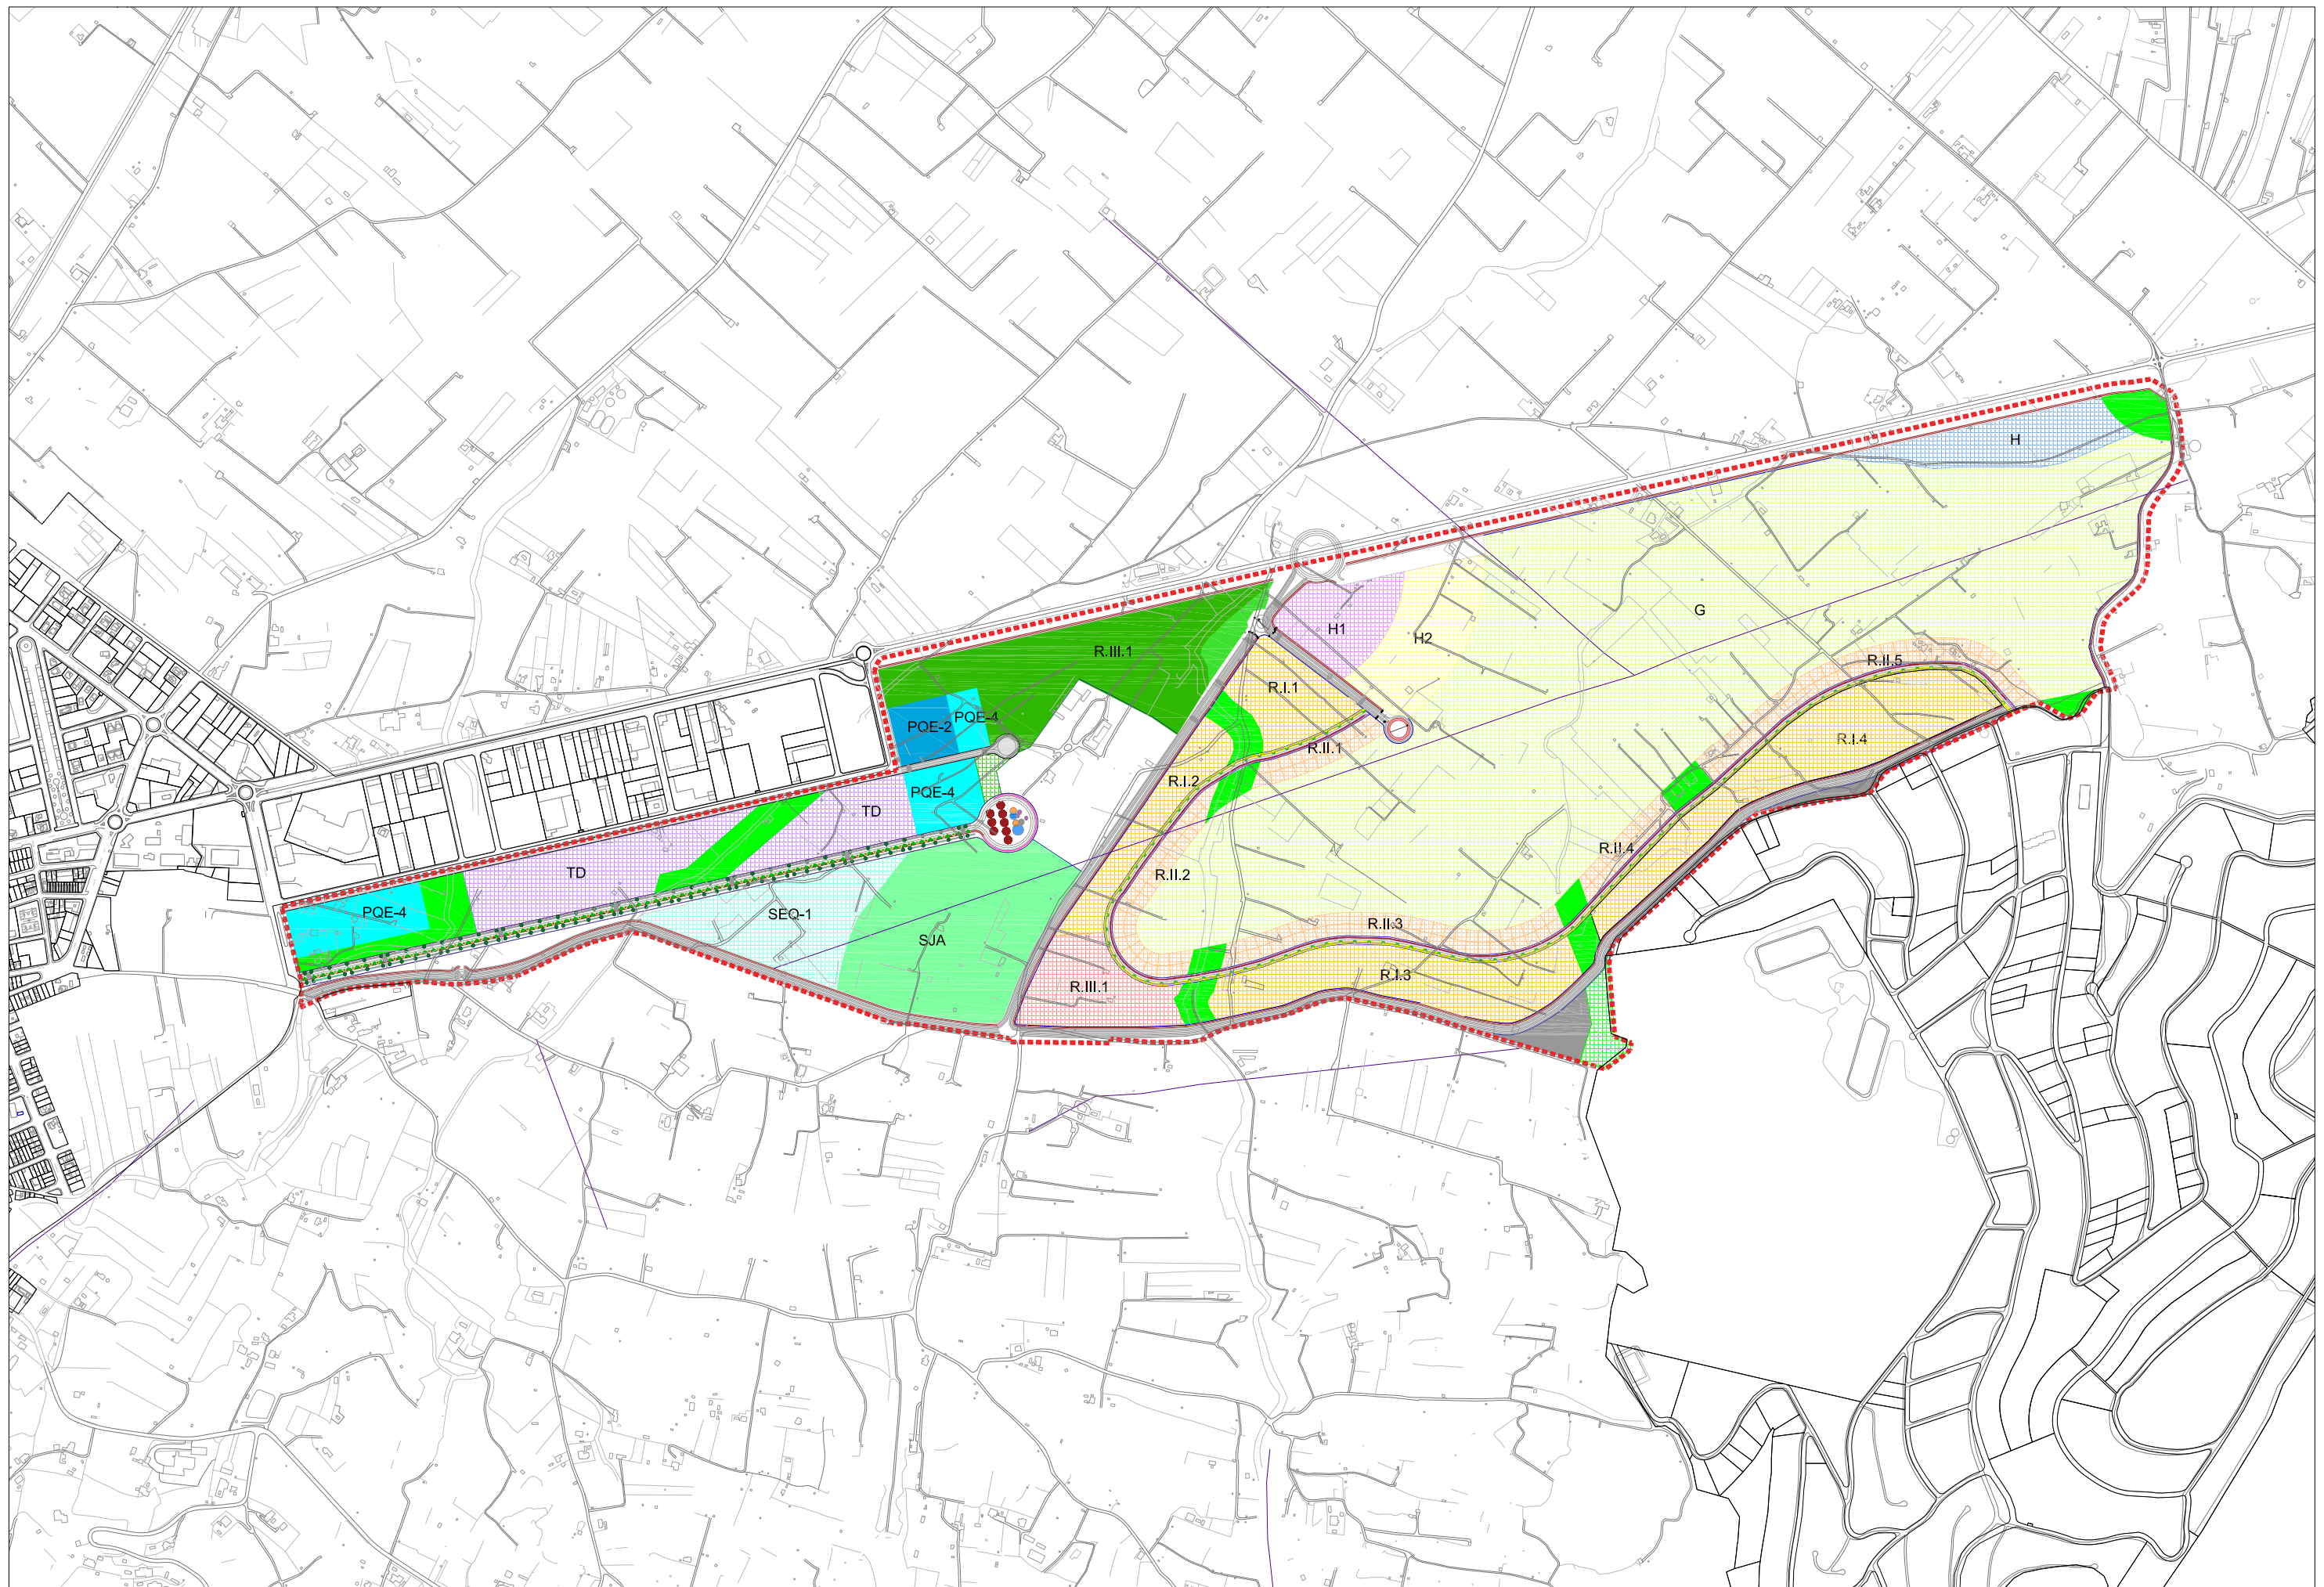 H
G
H1
H2
R.III.1
R.II.5
R.I.1
PQE-2
PQE-4
R.I.4
R.II.1
R.I.2
PQE-4
TD
R.II.4
TD
R.II.2
PQE-4
SEQ-1
R.II.3
SJA
R.I.3
R.III.1